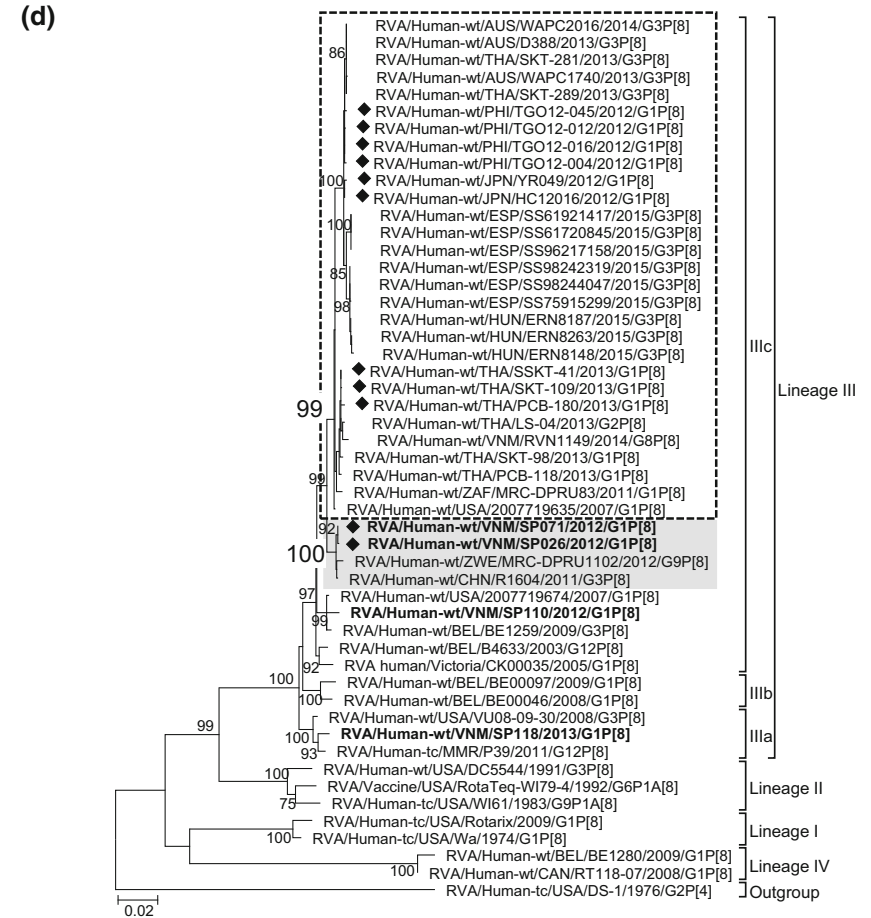 (d)
RVA/Human-wt/AUS/WAPC2016/2014/G3P[8]
RVA/Human-wt/AUS/D388/2013/G3P[8]
86
RVA/Human-wt/THA/SKT-281/2013/G3P[8]
RVA/Human-wt/AUS/WAPC1740/2013/G3P[8]
RVA/Human-wt/THA/SKT-289/2013/G3P[8]
RVA/Human-wt/PHI/TGO12-045/2012/G1P[8]
RVA/Human-wt/PHI/TGO12-012/2012/G1P[8]
RVA/Human-wt/PHI/TGO12-016/2012/G1P[8]
RVA/Human-wt/PHI/TGO12-004/2012/G1P[8]
100
RVA/Human-wt/JPN/YR049/2012/G1P[8]
RVA/Human-wt/JPN/HC12016/2012/G1P[8]
RVA/Human-wt/ESP/SS61921417/2015/G3P[8]
100
RVA/Human-wt/ESP/SS61720845/2015/G3P[8]
RVA/Human-wt/ESP/SS96217158/2015/G3P[8]
RVA/Human-wt/ESP/SS98242319/2015/G3P[8]
85
RVA/Human-wt/ESP/SS98244047/2015/G3P[8]
RVA/Human-wt/ESP/SS75915299/2015/G3P[8]
98
RVA/Human-wt/HUN/ERN8187/2015/G3P[8]
RVA/Human-wt/HUN/ERN8263/2015/G3P[8]
RVA/Human-wt/HUN/ERN8148/2015/G3P[8]
IIIc
RVA/Human-wt/THA/SSKT-41/2013/G1P[8]
RVA/Human-wt/THA/SKT-109/2013/G1P[8]
Lineage III
RVA/Human-wt/THA/PCB-180/2013/G1P[8]
99
RVA/Human-wt/THA/LS-04/2013/G2P[8]
RVA/Human-wt/VNM/RVN1149/2014/G8P[8]
RVA/Human-wt/THA/SKT-98/2013/G1P[8]
RVA/Human-wt/THA/PCB-118/2013/G1P[8]
99
RVA/Human-wt/ZAF/MRC-DPRU83/2011/G1P[8]
RVA/Human-wt/USA/2007719635/2007/G1P[8]
92
RVA/Human-wt/VNM/SP071/2012/G1P[8]
RVA/Human-wt/VNM/SP026/2012/G1P[8]
100
RVA/Human-wt/ZWE/MRC-DPRU1102/2012/G9P[8]
RVA/Human-wt/CHN/R1604/2011/G3P[8]
97
RVA/Human-wt/USA/2007719674/2007/G1P[8]
RVA/Human-wt/VNM/SP110/2012/G1P[8]
99
RVA/Human-wt/BEL/BE1259/2009/G3P[8]
RVA/Human-wt/BEL/B4633/2003/G12P[8]
92
RVA human/Victoria/CK00035/2005/G1P[8]
100
RVA/Human-wt/BEL/BE00097/2009/G1P[8]
IIIb
100
RVA/Human-wt/BEL/BE00046/2008/G1P[8]
99
RVA/Human-wt/USA/VU08-09-30/2008/G3P[8]
100
RVA/Human-wt/VNM/SP118/2013/G1P[8]
IIIa
93
RVA/Human-tc/MMR/P39/2011/G12P[8]
100
RVA/Human-wt/USA/DC5544/1991/G3P[8]
RVA/Vaccine/USA/RotaTeq-WI79-4/1992/G6P1A[8]
Lineage II
75
RVA/Human-tc/USA/WI61/1983/G9P1A[8]
RVA/Human-tc/USA/Rotarix/2009/G1P[8]
Lineage I
100
RVA/Human-tc/USA/Wa/1974/G1P[8]
RVA/Human-wt/BEL/BE1280/2009/G1P[8]
Lineage IV
100
RVA/Human-wt/CAN/RT118-07/2008/G1P[8]
RVA/Human-tc/USA/DS-1/1976/G2P[4]
Outgroup
0.02